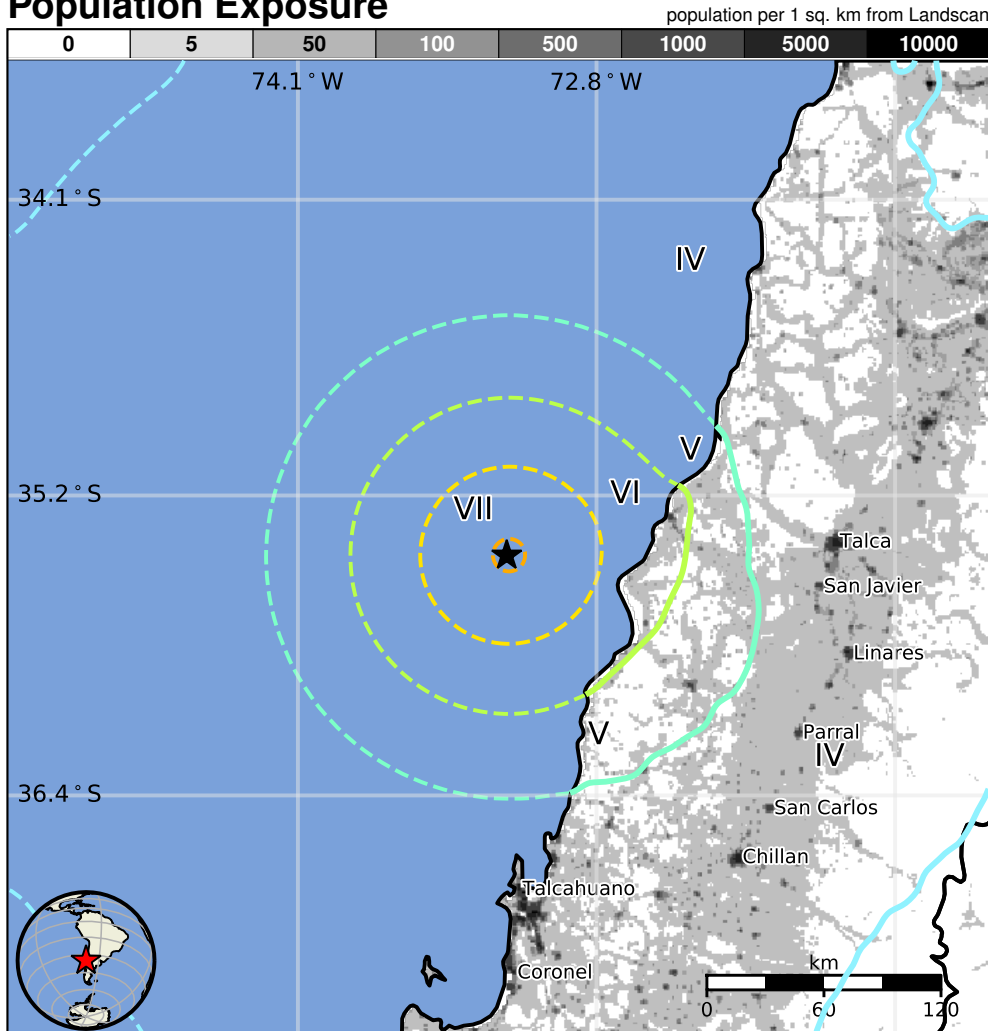 Population Exposure
population per 1 sq. km from Landscan
0 5 50 100 500 1000 5000 10000
74.1°W 72.8°W
34.1°S
IV
V
35.2°S
VI
VII
Talca
San Javier
Linares
Parral
V
IV
36.4°S
San Carlos
Chillan
Talcahuano
Coronel
km
0 60 120